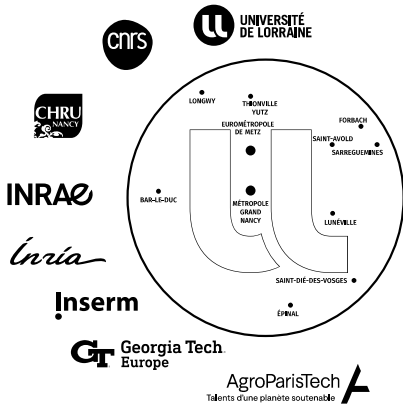 cnrs
UNIVERSITÉ
DE LORRAINE
CHRU
NANCY
LONGWY
THIONVILLE
YUTZ
EUROMÉTROPOLE
DE METZ
FORBACH
SAINT-AVOLD
SARREGUEMINES
INRAE
BAR-LE-DUC
MÉTROPOLE
GRAND
NANCY
LUNÉVILLE
Inria
SAINT-DIÉ-DES-VOSGES
Inserm
ÉPINAL
GT Georgia Tech
Europe
AgroParisTech
Talents d'une planète soutenable